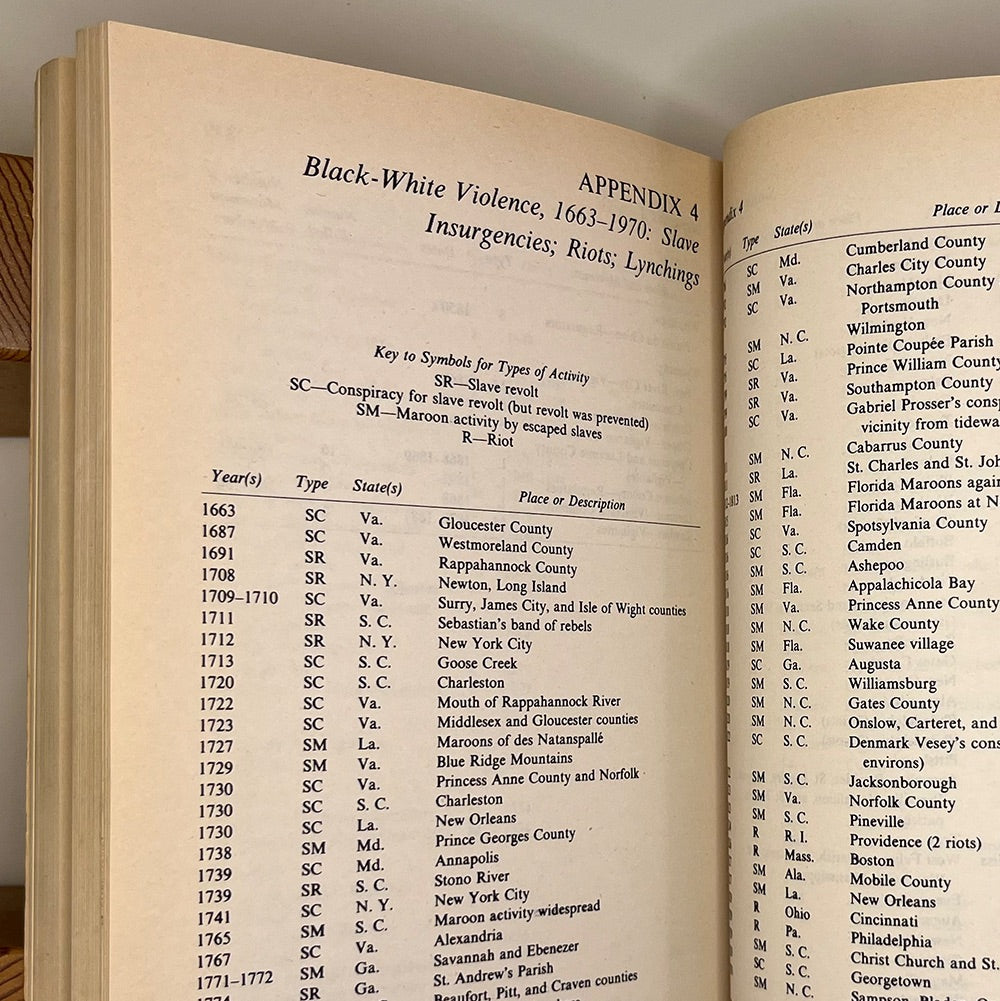 APPENDIX 4
Black-White Violence, 1663–1970: Slave
Insurgencies; Riots; Lynchings
Key to Symbols for Types of Activity
SR—Slave revolt
SC—Conspiracy for slave revolt (but revolt was prevented)
SM—Maroon activity by escaped slaves
R—Riot
Year(s) Type State(s) Place or Description
1663 SC Va. Gloucester County
1687 SC Va. Westmoreland County
1691 SR Va. Rappahannock County
1708 SR N. Y. Newton, Long Island
1709–1710 SC Va. Surry, James City, and Isle of Wight counties
1711 SR S. C. Sebastian's band of rebels
1712 SR N. Y. New York City
1713 SC S. C. Goose Creek
1720 SC S. C. Charleston
1722 SC Va. Mouth of Rappahannock River
1723 SC Va. Middlesex and Gloucester counties
1727 SM La. Maroons of des Natanspallé
1729 SM Va. Blue Ridge Mountains
1730 SC Va. Princess Anne County and Norfolk
1730 SC S. C. Charleston
1730 SC La. New Orleans
1738 SM Md. Prince Georges County
1739 SC Md. Annapolis
1739 SR S. C. Stono River
1741 SC N. Y. New York City
1765 SM S. C. Maroon activity widespread
1767 SC Va. Alexandria
1771–1772 SM Ga. Savannah and Ebenezer
1774 SR Ga. St. Andrew's Parish
Beaufort, Pitt, and Craven counties
4
Type State(s) Place or
SC Md. Cumberland County
SM Va. Charles City County
SC Va. Northampton County
Portsmouth
SM N. C. Wilmington
SC La. Pointe Coupée Parish
SR Va. Prince William County
SR Va. Southampton County
SC Va. Gabriel Prosser's
vicinity from
SM N. C. Cabarrus County
SR La. St. Charles and St.
1813 SM Fla. Florida Maroons
SM Fla. Florida Maroons at
SC Va. Spotsylvania County
SC S. C. Camden
SM S. C. Ashepoo
SM Fla. Appalachicola Bay
SM Va. Princess Anne County
SM N. C. Wake County
SM Fla. Suwanee village
SC Ga. Augusta
SM S. C. Williamsburg
SM N. C. Gates County
SM N. C. Onslow, Carteret, and
SC S. C. Denmark Vesey's
environs)
SM S. C. Jacksonborough
SM Va. Norfolk County
SM S. C. Pineville
R R. I. Providence (2 riots)
R Mass. Boston
SM Ala. Mobile County
SM La. New Orleans
R Ohio Cincinnati
R Pa. Philadelphia
SM S. C. Christ Church and St.
SC S. C. Georgetown
SM N. C.